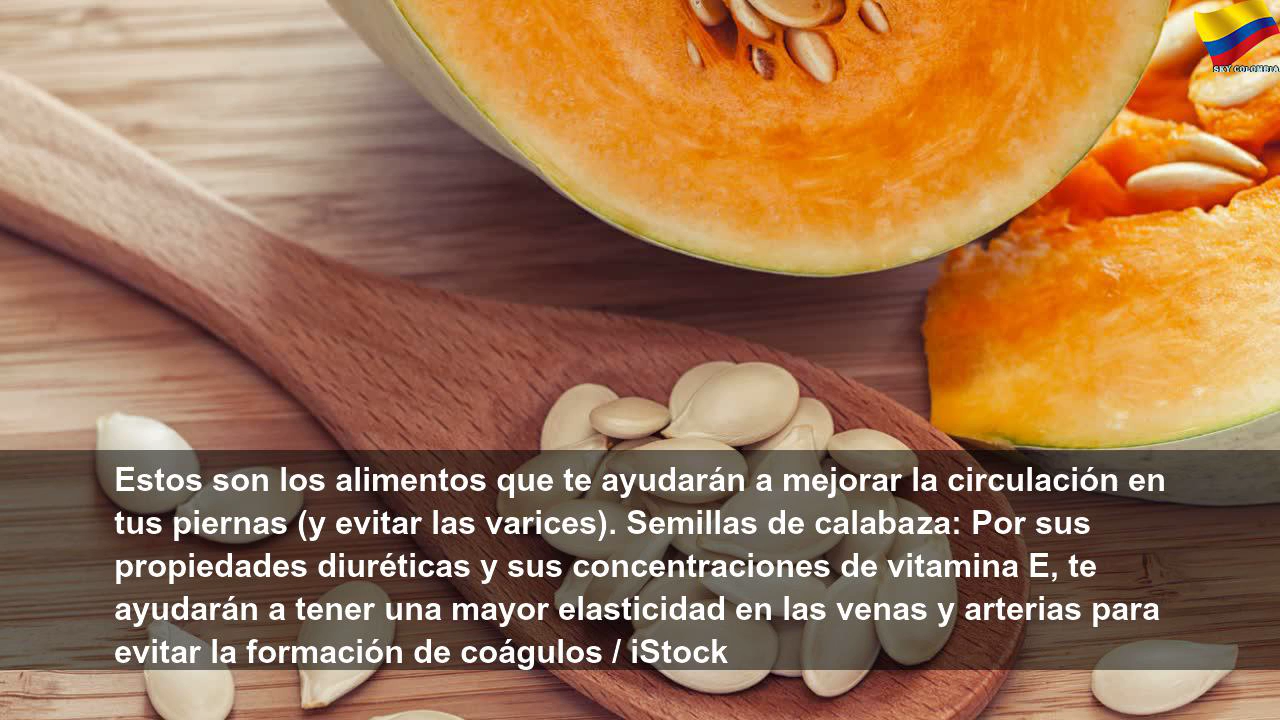 SKY COLOMBIA
Estos son los alimentos que te ayudarán a mejorar la circulación en
tus piernas (y evitar las varices). Semillas de calabaza: Por sus
propiedades diuréticas y sus concentraciones de vitamina E, te
ayudarán a tener una mayor elasticidad en las venas y arterias para
evitar la formación de coágulos / iStock